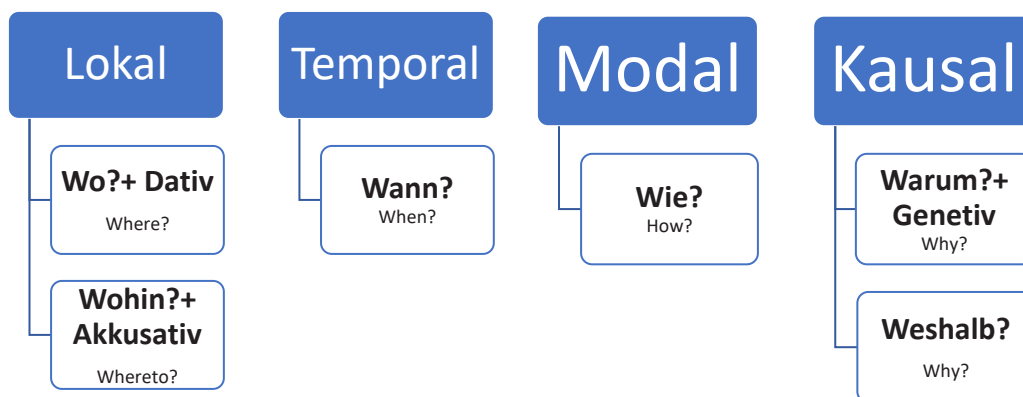 Lokal
Wo?+ Dativ
Where?
Wohin?+
Akkusativ
Whereto?
Temporal
Wann?
When?
Modal
Wie?
How?
Kausal
Warum?+
Genetiv
Why?
Weshalb?
Why?